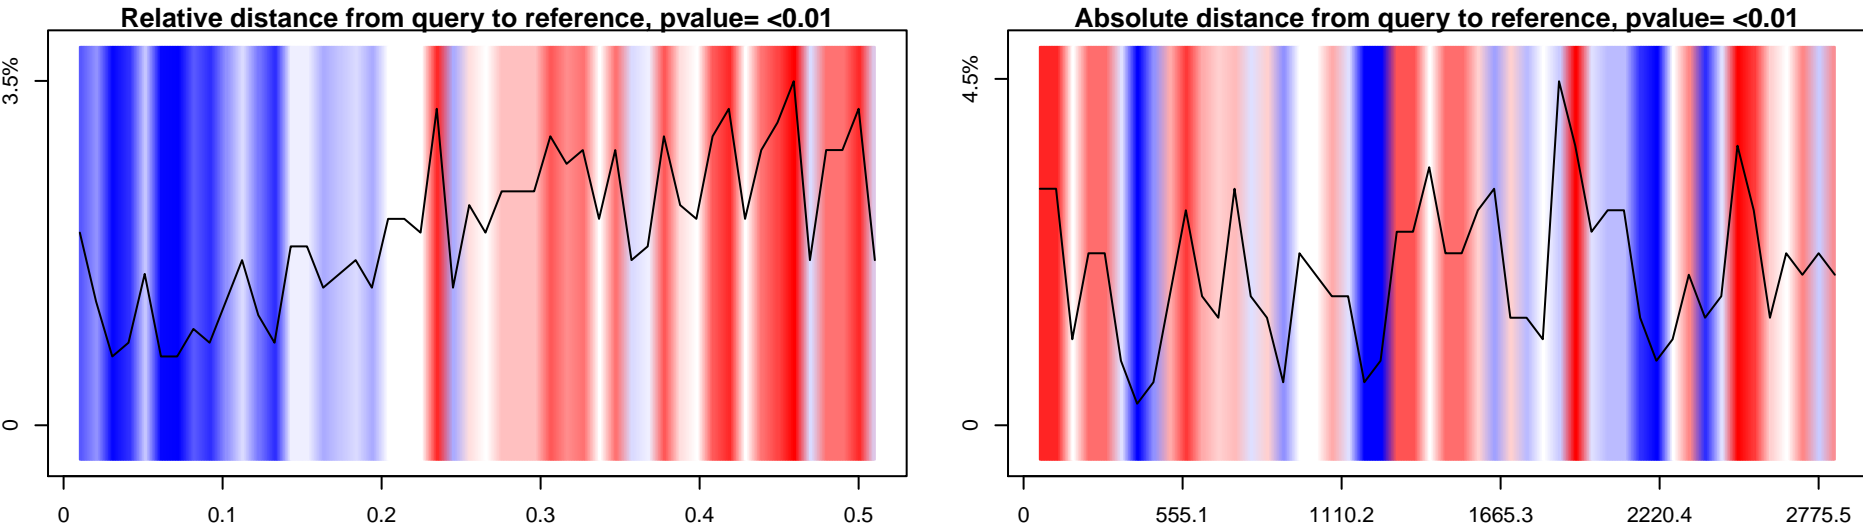 Relative distance from query to reference, pvalue= <0.01
3.5%
0
0 0.1 0.2 0.3 0.4 0.5
Absolute distance from query to reference, pvalue= <0.01
4.5%
0
0 555.1 1110.2 1665.3 2220.4 2775.5